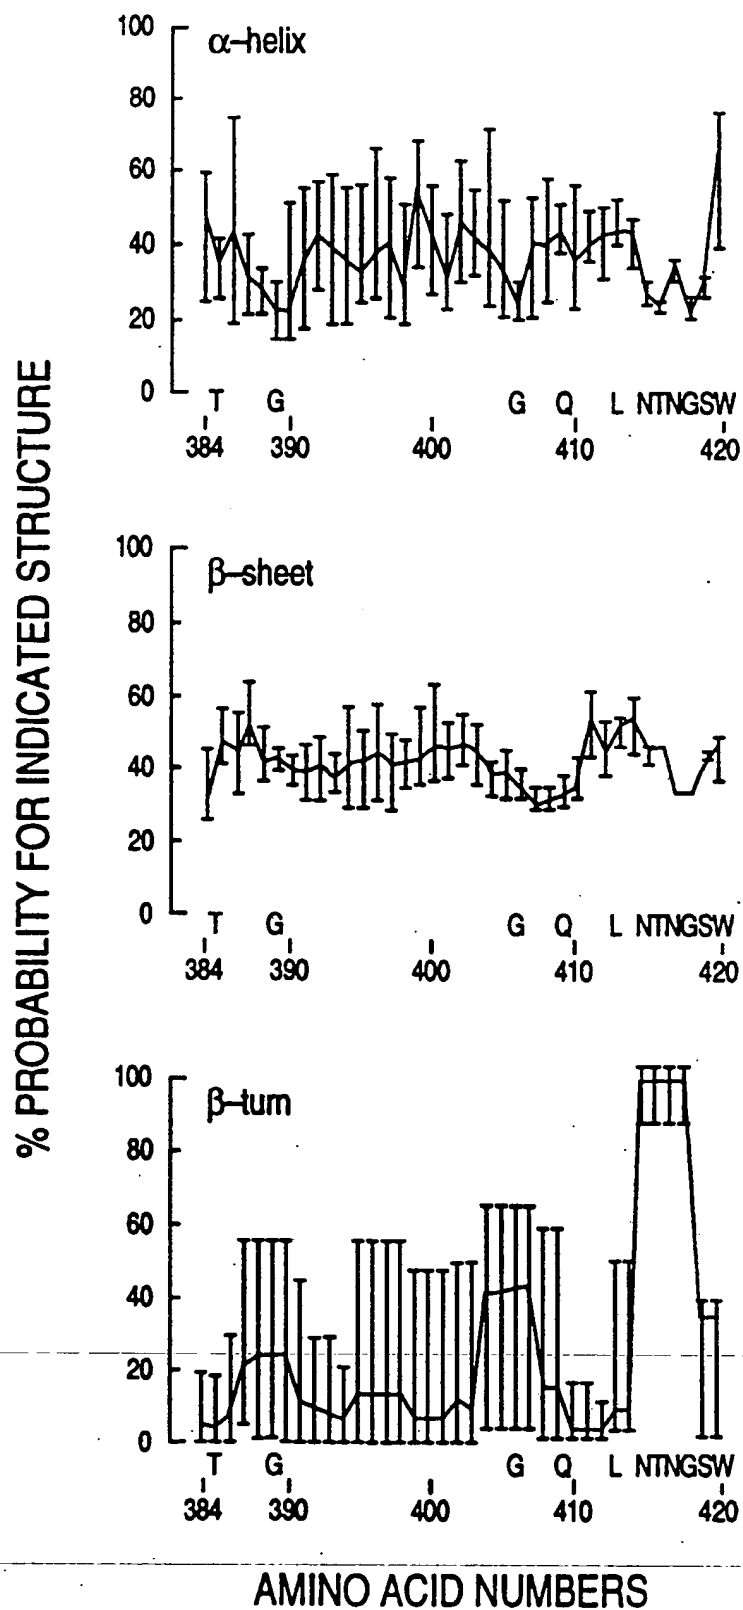 % PROBABILITY FOR INDICATED STRUCTURE
α-helix
100
80
60
40
20
0
T G G Q L NTNGSW
384 390 400 410 420
β-sheet
100
80
60
40
20
0
T G G Q L NTNGSW
384 390 400 410 420
β-turn
100
80
60
40
20
0
T G G Q L NTNGSW
384 390 400 410 420
AMINO ACID NUMBERS